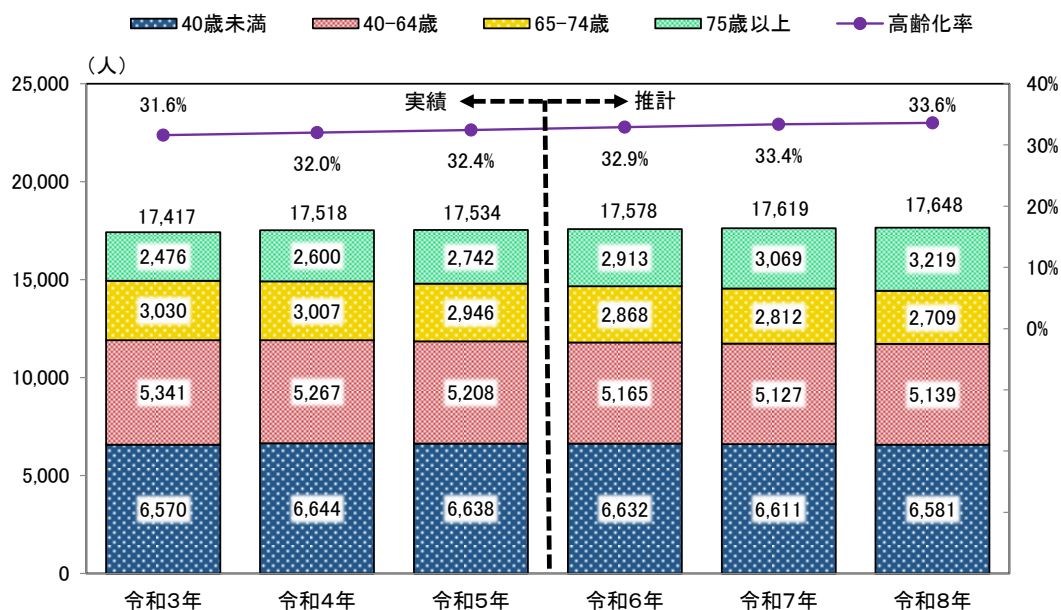 40歳未満 40-64歳 65-74歳 75歳以上 高齢化率
（人）
25,000 40%
実績 推計
31.6% 33.6%
32.0% 32.4% 32.9% 33.4%
30%
20,000
17,417 17,518 17,534 17,578 17,619 17,648
20%
2,476 2,600 2,742 2,913 3,069 3,219
15,000
10%
3,030 3,007 2,946 2,868 2,812 2,709
0%
10,000
5,341 5,267 5,208 5,165 5,127 5,139
5,000
6,570 6,644 6,638 6,632 6,611 6,581
0
令和3年 令和4年 令和5年 令和6年 令和7年 令和8年